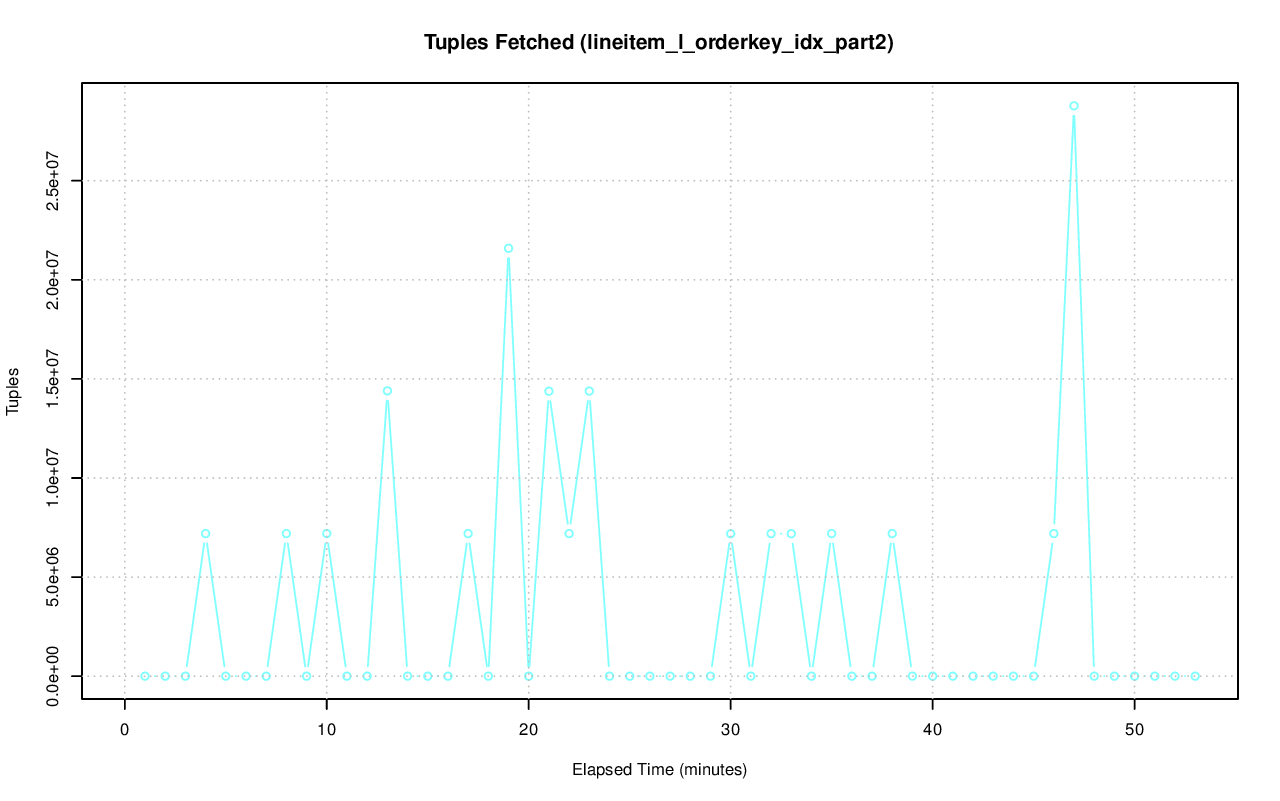 Tuples Fetched (lineitem_l_orderkey_idx_part2)
Tuples
2.5e+07
2.0e+07
1.5e+07
1.0e+07
5.0e+06
0.0e+00
0 10 20 30 40 50
Elapsed Time (minutes)